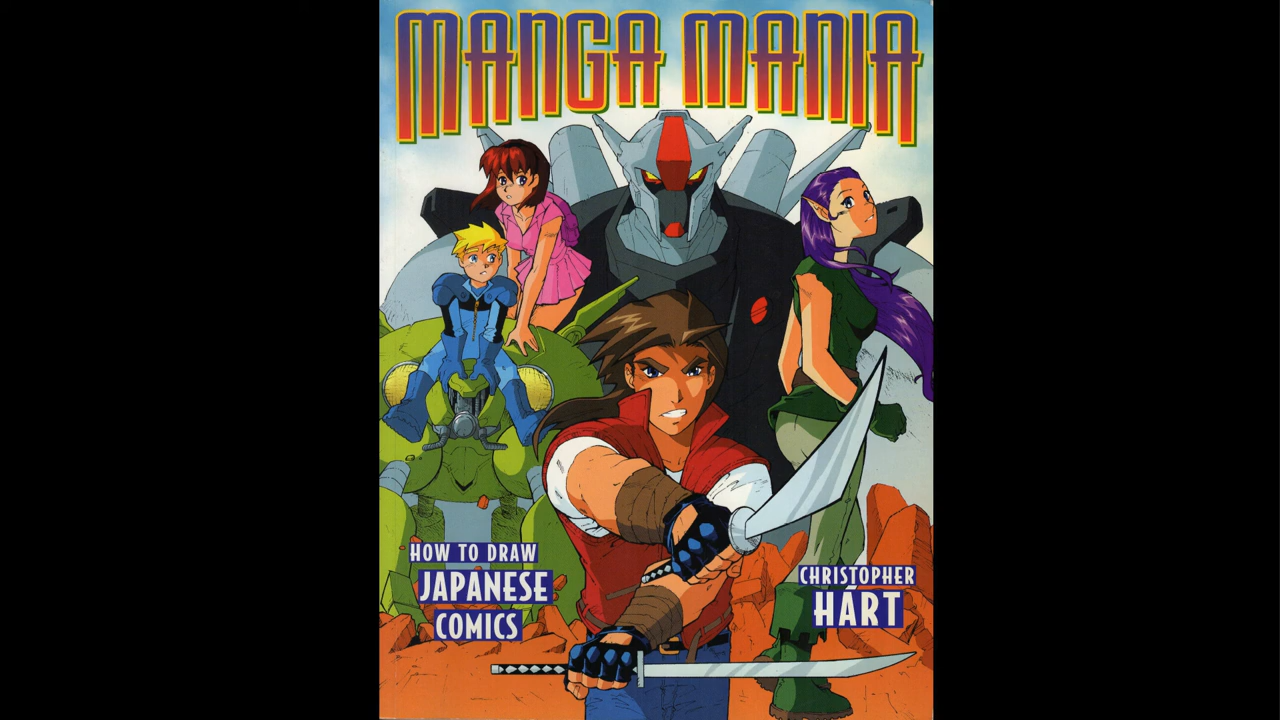 MANGA MANIA
HOW TO DRAW
JAPANESE
COMICS
CHRISTOPHER
HART